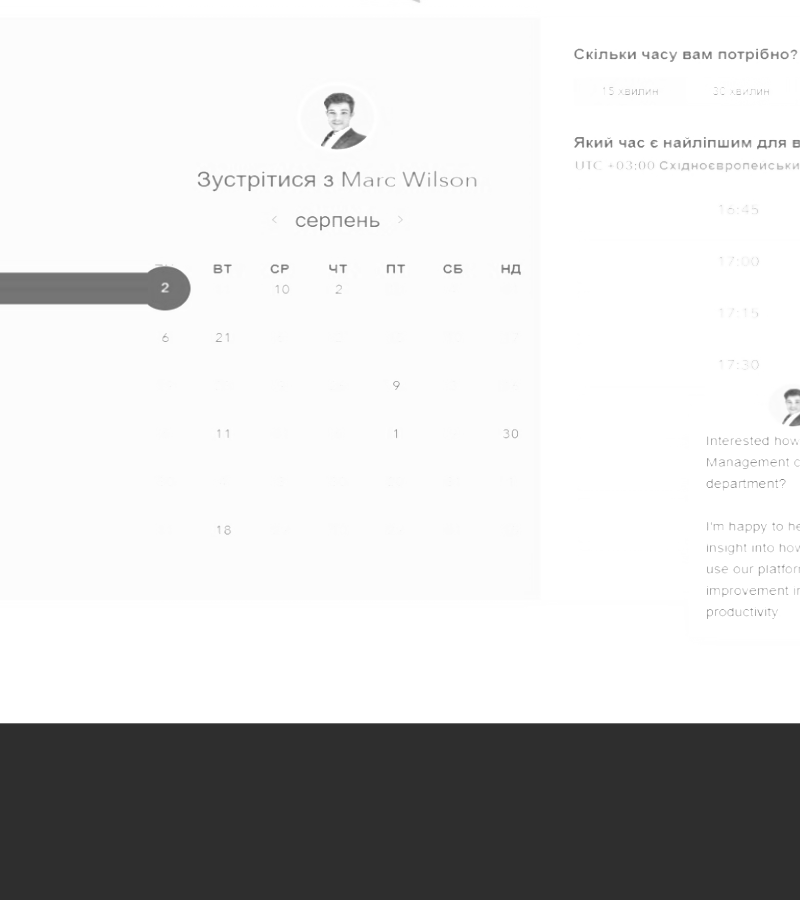 Зустрітися з Marc Wilson
серпень
ВТ СР ЧТ ПТ СБ НД
2 10 2
6 21
9
11 1 30
18
Скільки часу вам потрібно?
15 хвилин 30 хвилин
Який час є найліпшим для в
UTC +03:00 Східноєвропейськи
16:45
17:00
17:15
17:30
Interested how
Management c
department?
I'm happy to he
insight into how
use our platfor
improvement in
productivity